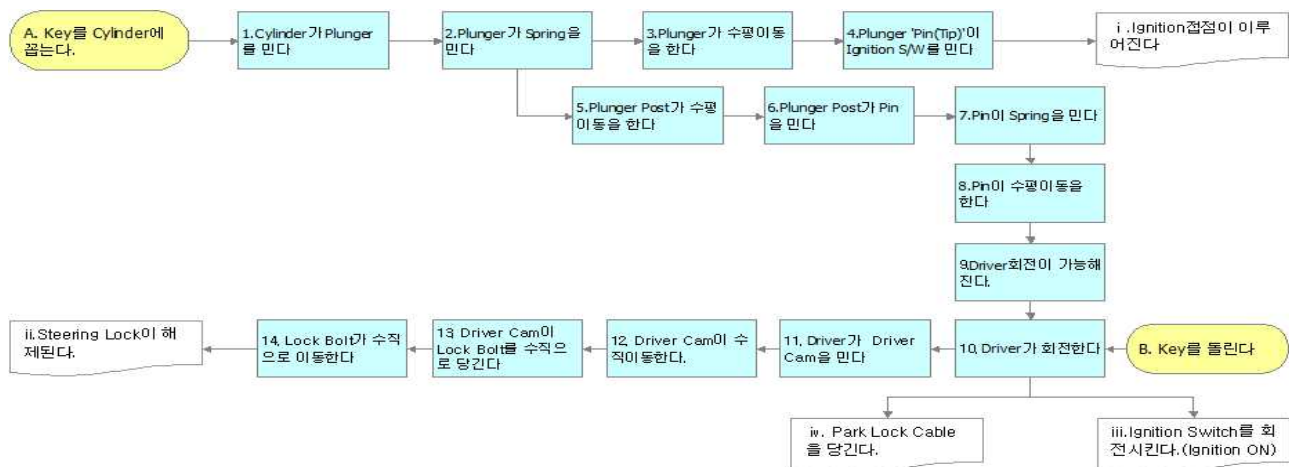 A. Key를 Cylinder에
꼽는다.
1.Cylinder가 Plunger
를 민다
2.Plunger가 Spring을
민다
3.Plunger가 수평이동
을 한다
4.Plunger 'Pin(Tip)'이
Ignition S/W를 민다
i .Ignition접점이 이루
어진다
5.Plunger Post가 수평
이동을 한다
6.Plunger Post가 Pin
을 민다
7.Pin이 Spring을 민다
8.Pin이 수평이동을
한다
9.Driver회전이 가능해
진다.
ii.Steering Lock이 해
제된다.
14. Lock Bolt가 수직
으로 이동한다
13. Driver Cam이
Lock Bolt를 수직으
로 당긴다
12. Driver Cam이 수
직이동한다.
11. Driver가 Driver
Cam을 민다
10. Driver가 회전한다
B. Key를 돌린다
iv. Park Lock Cable
을 당긴다.
iii.Ignition Switch를 회
전시킨다.(Ignition ON)